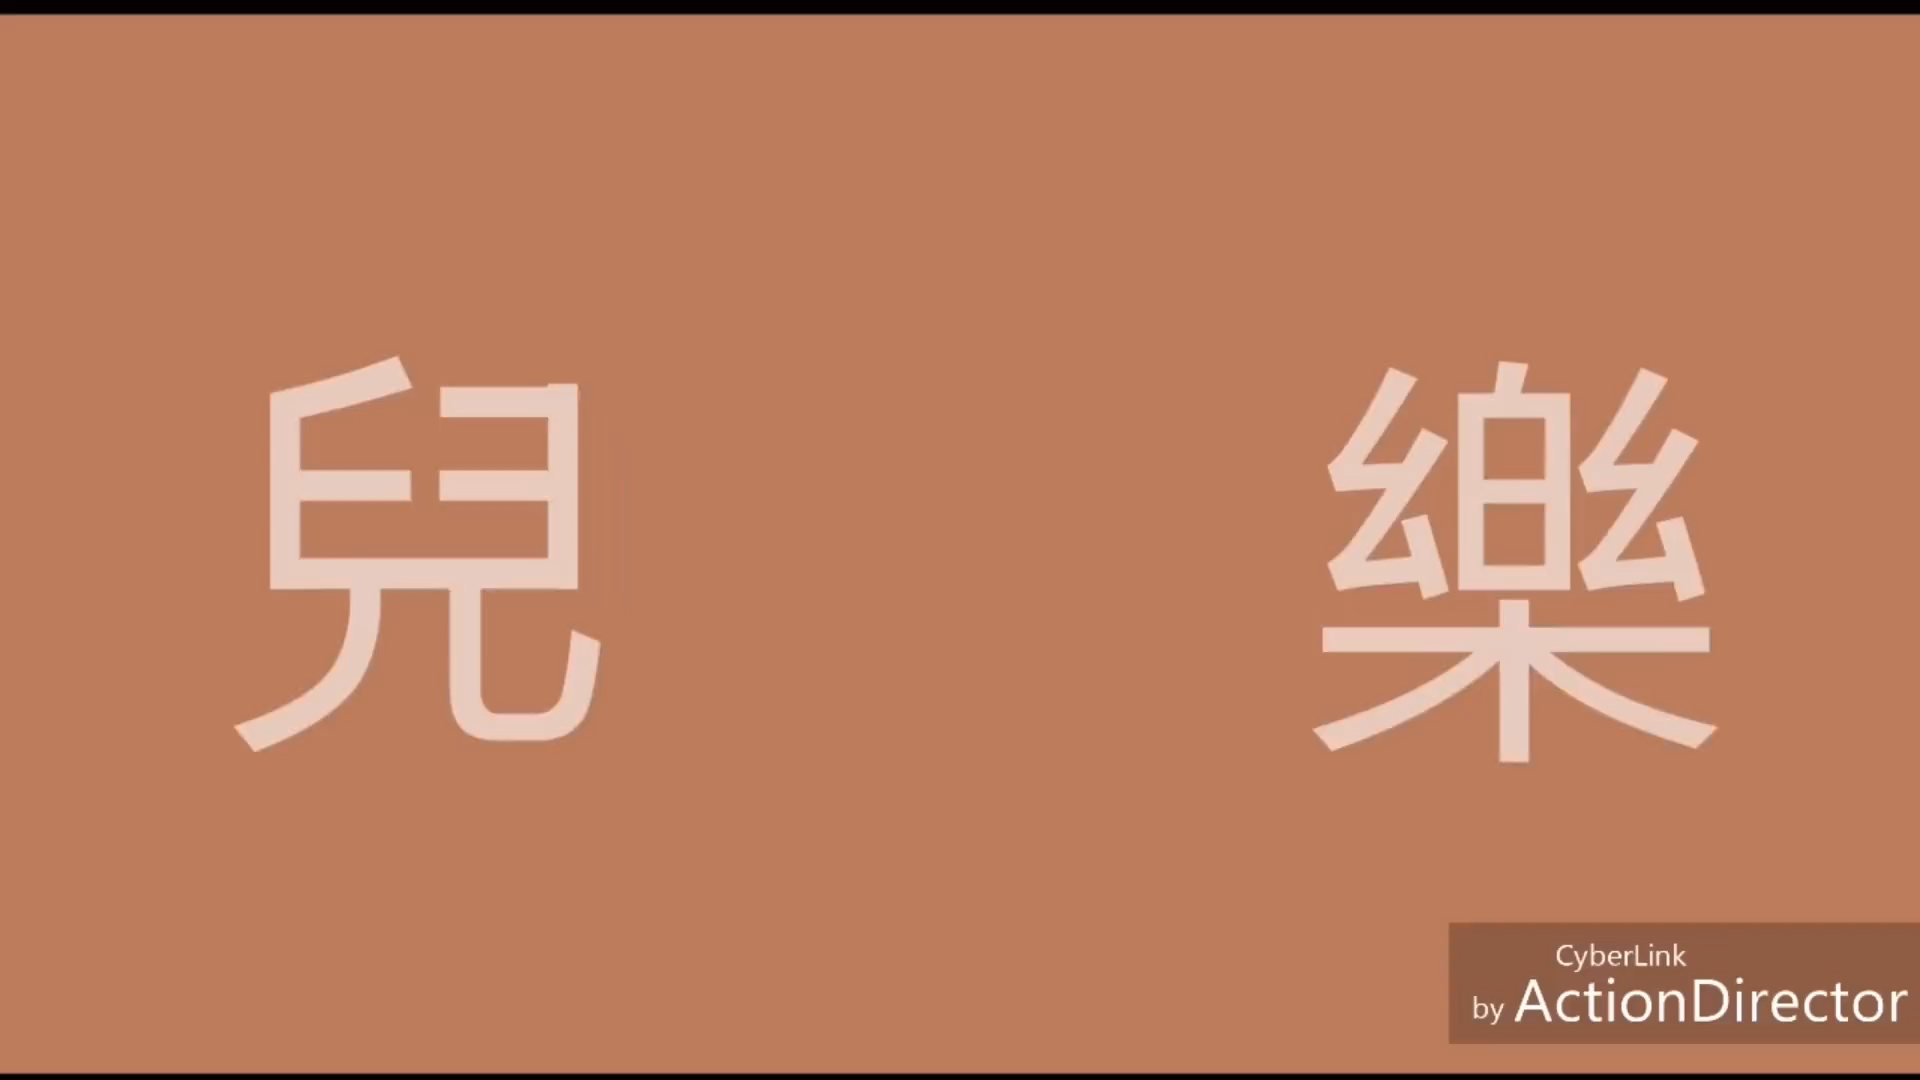 兒 樂
CyberLink
by ActionDirector